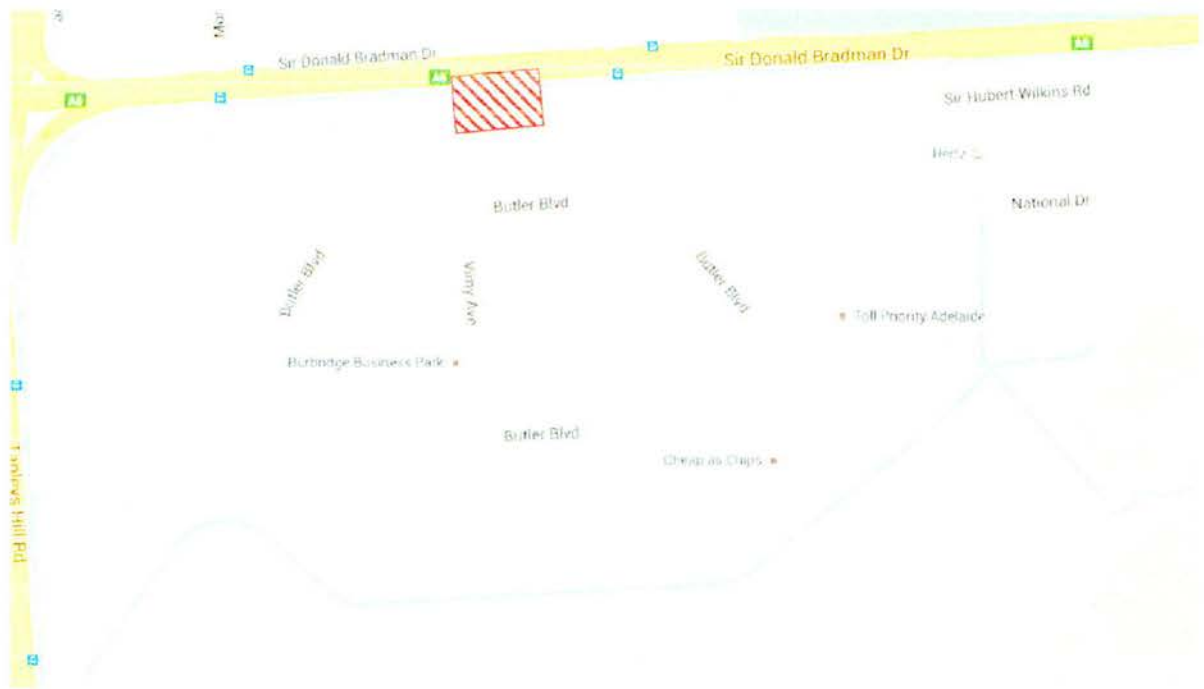 Sir Donald Bradman Dr
Sir Donald Bradman Dr
A6
A6
A6
Sir Hubert Wilkins Rd
Hertz
Butler Blvd
National Dr
Butler Blvd
Vimy Ave
Butler Blvd
Toll Priority Adelaide
Burbridge Business Park
Butler Blvd
Cheap as Chips
Tapleys Hill Rd